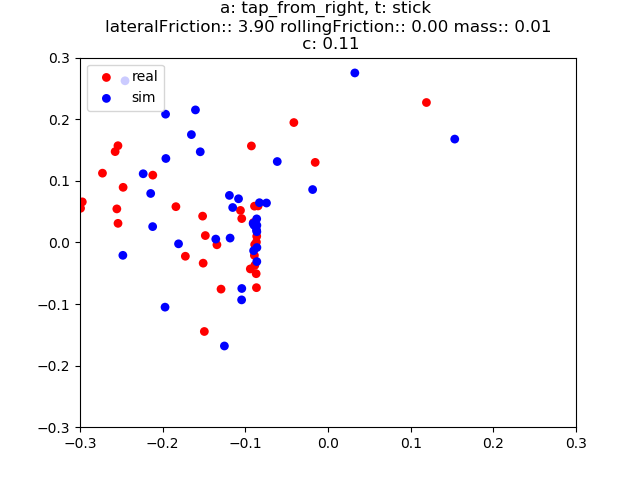 a: tap_from_right, t: stick
lateralFriction:: 3.90 rollingFriction:: 0.00 mass:: 0.01
c: 0.11
real
sim
0.3
0.2
0.1
0.0
−0.1
−0.2
−0.3
−0.3 −0.2 −0.1 0.0 0.1 0.2 0.3